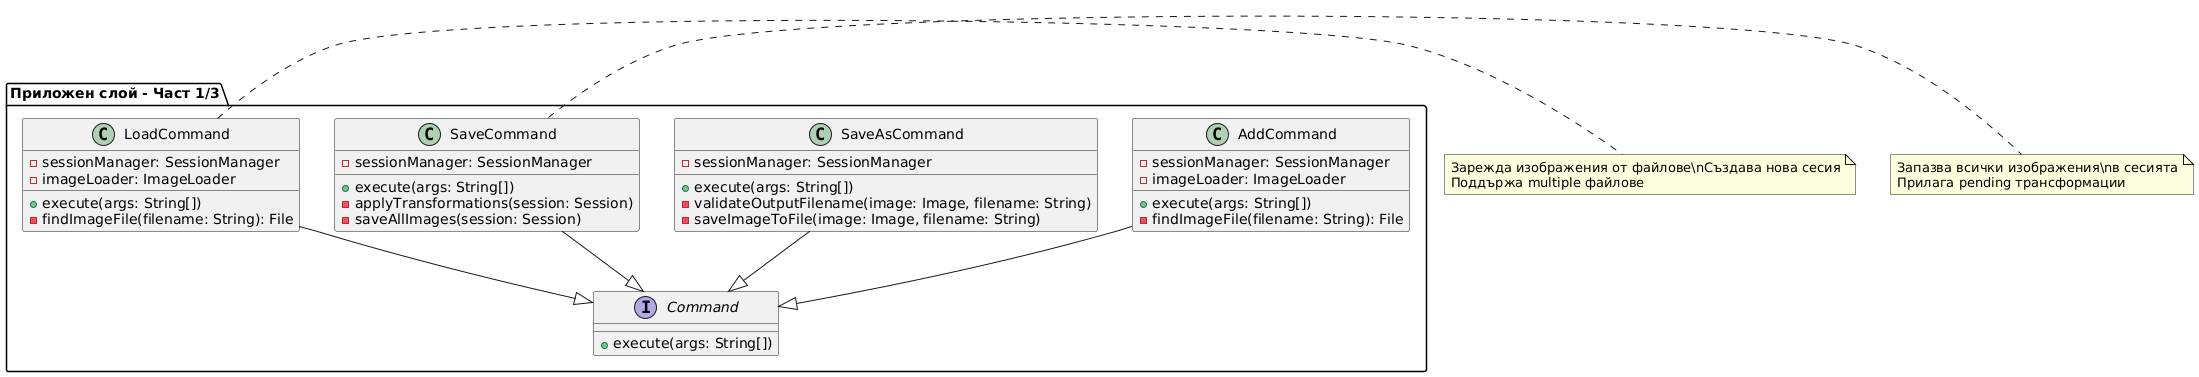 Приложен слой - Част 1/3
C LoadCommand
sessionManager: SessionManager
imageLoader: ImageLoader
execute(args: String[])
findImageFile(filename: String): File
C SaveCommand
sessionManager: SessionManager
execute(args: String[])
applyTransformations(session: Session)
saveAllImages(session: Session)
C SaveAsCommand
sessionManager: SessionManager
execute(args: String[])
validateOutputFilename(image: Image, filename: String)
saveImageToFile(image: Image, filename: String)
C AddCommand
sessionManager: SessionManager
imageLoader: ImageLoader
execute(args: String[])
findImageFile(filename: String): File
Зарежда изображения от файлове\nСъздава нова сесия
Поддържа multiple файлове
Запазва всички изображения\nв сесията
Прилага pending трансформации
I Command
execute(args: String[])